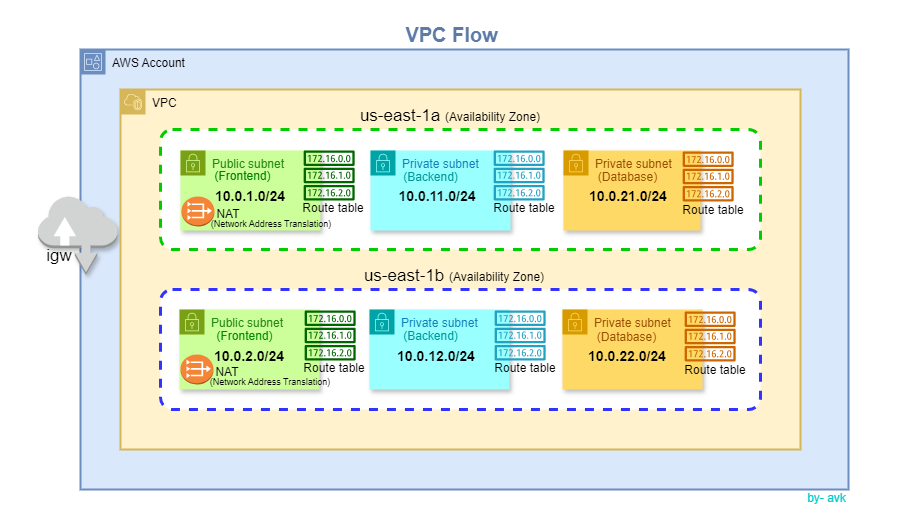 VPC Flow
AWS Account
VPC
us-east-1a (Availability Zone)
Public subnet
(Frontend)
10.0.1.0/24
NAT
(Network Address Translation)
172.16.0.0
172.16.1.0
172.16.2.0
Route table
Private subnet
(Backend)
10.0.11.0/24
172.16.0.0
172.16.1.0
172.16.2.0
Route table
Private subnet
(Database)
10.0.21.0/24
172.16.0.0
172.16.1.0
172.16.2.0
Route table
igw
us-east-1b (Availability Zone)
Public subnet
(Frontend)
10.0.2.0/24
NAT
(Network Address Translation)
172.16.0.0
172.16.1.0
172.16.2.0
Route table
Private subnet
(Backend)
10.0.12.0/24
172.16.0.0
172.16.1.0
172.16.2.0
Route table
Private subnet
(Database)
10.0.22.0/24
172.16.0.0
172.16.1.0
172.16.2.0
Route table
by- avk